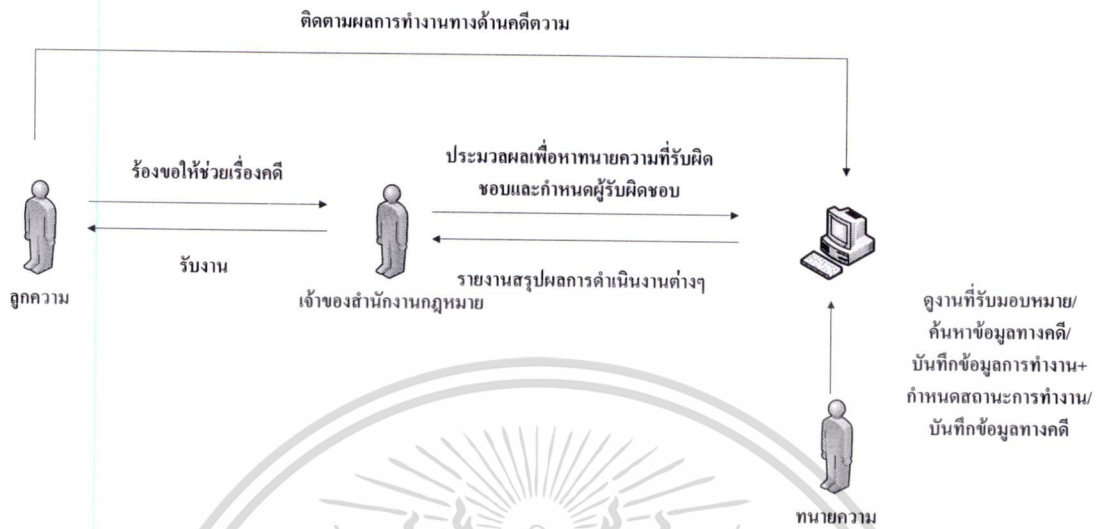 ติดตามผลการทำงานทางด้านคดีตวาม
ร้องขอให้ช่วยเรื่องคดี
ประมวลผลเพื่อหาทนายความที่รับผิด
ชอบและกำหนดผู้รับผิดชอบ
รับงาน
รายงานสรุปผลการดำเนินงานต่างๆ
ลูกความ
เจ้าของสำนักงานกฎหมาย
ดูงานที่รับมอบหมาย/
ค้นหาข้อมูลทางคดี/
บันทึกข้อมูลการทำงาน+
กำหนดสถานะการทำงาน/
บันทึกข้อมูลทางคดี
ทนายความ